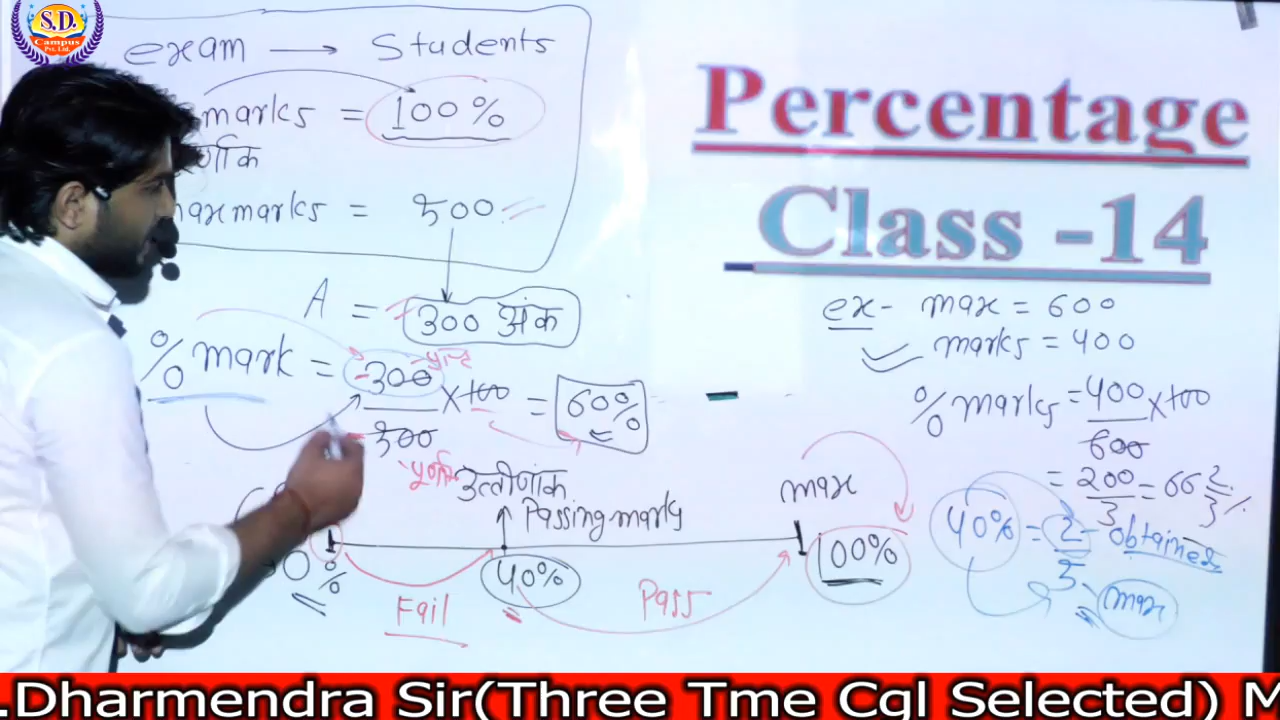 S.D.
Campus
Pvt. Ltd.
exam → Students
marks = 100%
max marks = 500
A = 300 अंक
% mark = 300/500 × 100 = 60%
प्राप्त
पूर्णांक
उत्तीर्णांक
Passing marks
max
0%
40%
100%
Fail
Pass
Percentage
Class -14
ex- max = 600
marks = 400
% marks = 400/600 × 100
= 200/3 = 66 2/3 %
40% = 2/5 - obtained
max
.Dharmendra Sir(Three Tme Cgl Selected) M